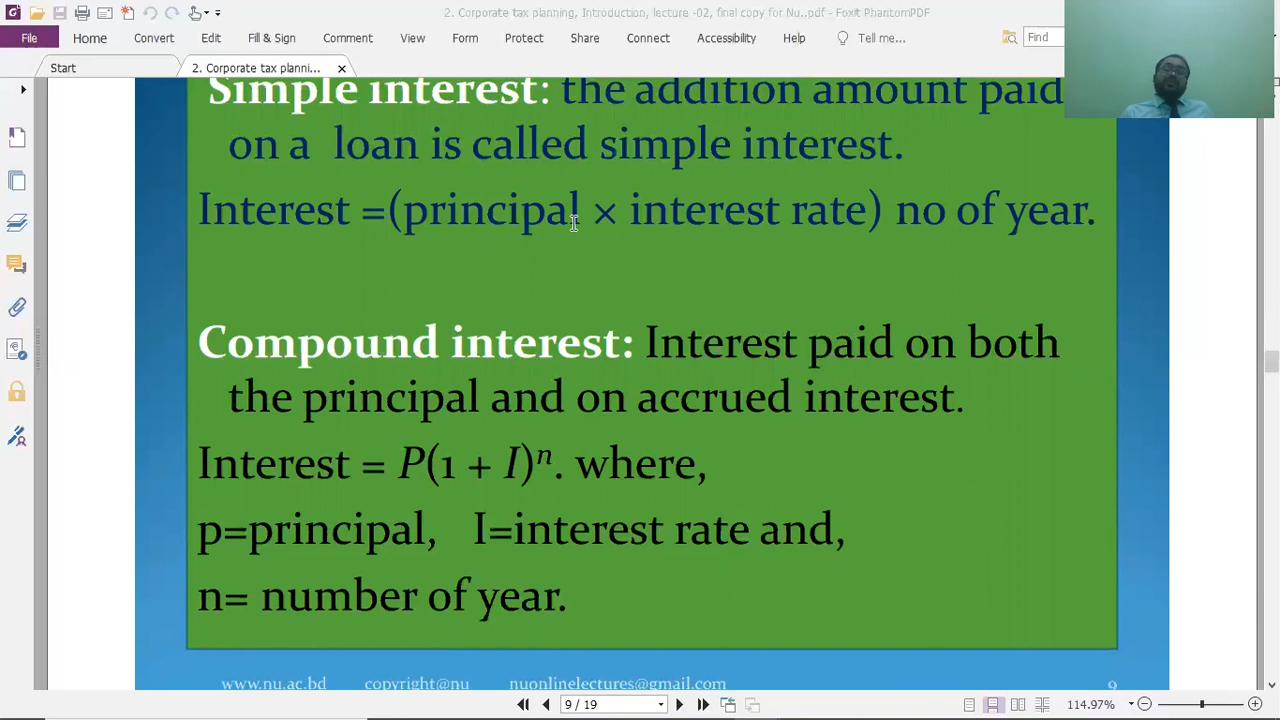 2. Corporate tax planning, Introduction, lecture -02, final copy for Nu..pdf - Foxit PhantomPDF
File Home Convert Edit Fill & Sign Comment View Form Protect Share Connect Accessibility Help Tell me... Find
Start 2. Corporate tax planni...
Simple interest: the addition amount paid
on a loan is called simple interest.
Interest =(principal × interest rate) no of year.
Compound interest: Interest paid on both
the principal and on accrued interest.
Interest = P(1 + I)ⁿ. where,
p=principal, I=interest rate and,
n= number of year.
www.nu.ac.bd copyright@nu nuonlinelectures@gmail.com 9
9 / 19 114.97%